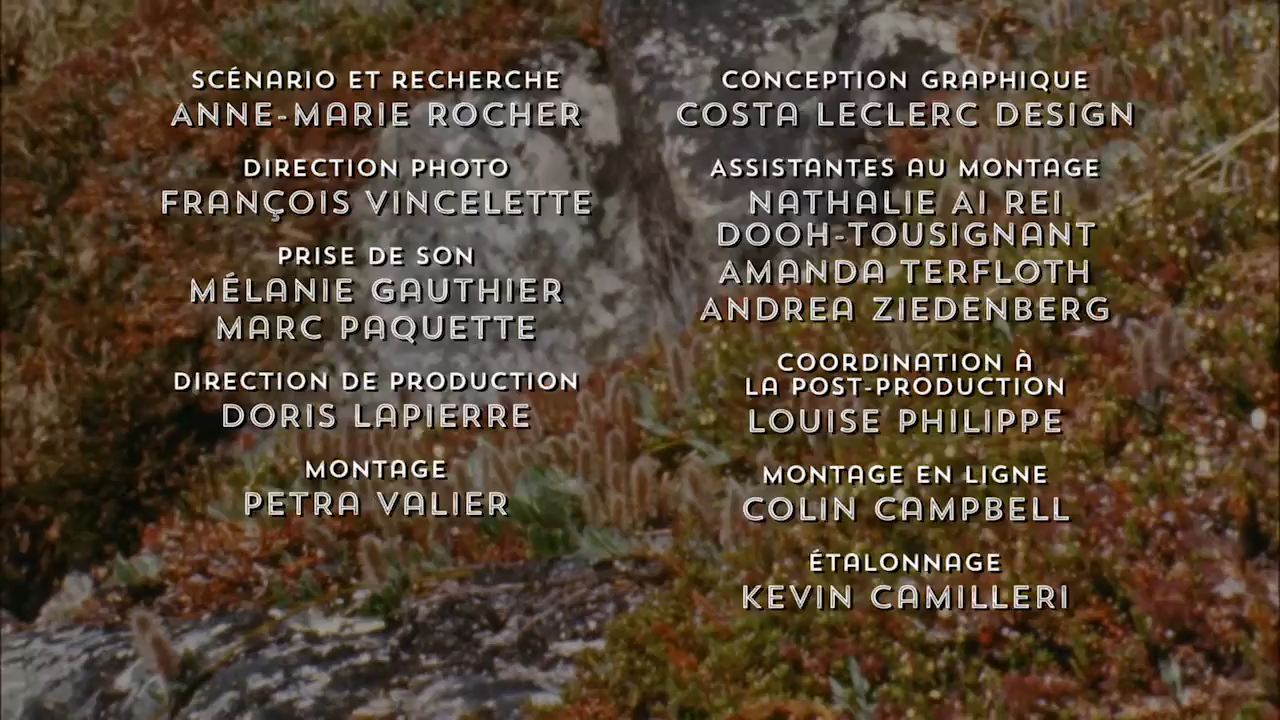 SCÉNARIO ET RECHERCHE
ANNE-MARIE ROCHER
DIRECTION PHOTO
FRANÇOIS VINCELETTE
PRISE DE SON
MÉLANIE GAUTHIER
MARC PAQUETTE
DIRECTION DE PRODUCTION
DORIS LAPIERRE
MONTAGE
PETRA VALIER
CONCEPTION GRAPHIQUE
COSTA LECLERC DESIGN
ASSISTANTES AU MONTAGE
NATHALIE AI REI
DOOH-TOUSIGNANT
AMANDA TERFLOTH
ANDREA ZIEDENBERG
COORDINATION À
LA POST-PRODUCTION
LOUISE PHILIPPE
MONTAGE EN LIGNE
COLIN CAMPBELL
ÉTALONNAGE
KEVIN CAMILLERI